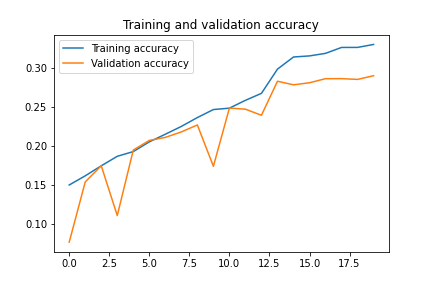 Training and validation accuracy
Training accuracy
Validation accuracy
0.30
0.25
0.20
0.15
0.10
0.0 2.5 5.0 7.5 10.0 12.5 15.0 17.5